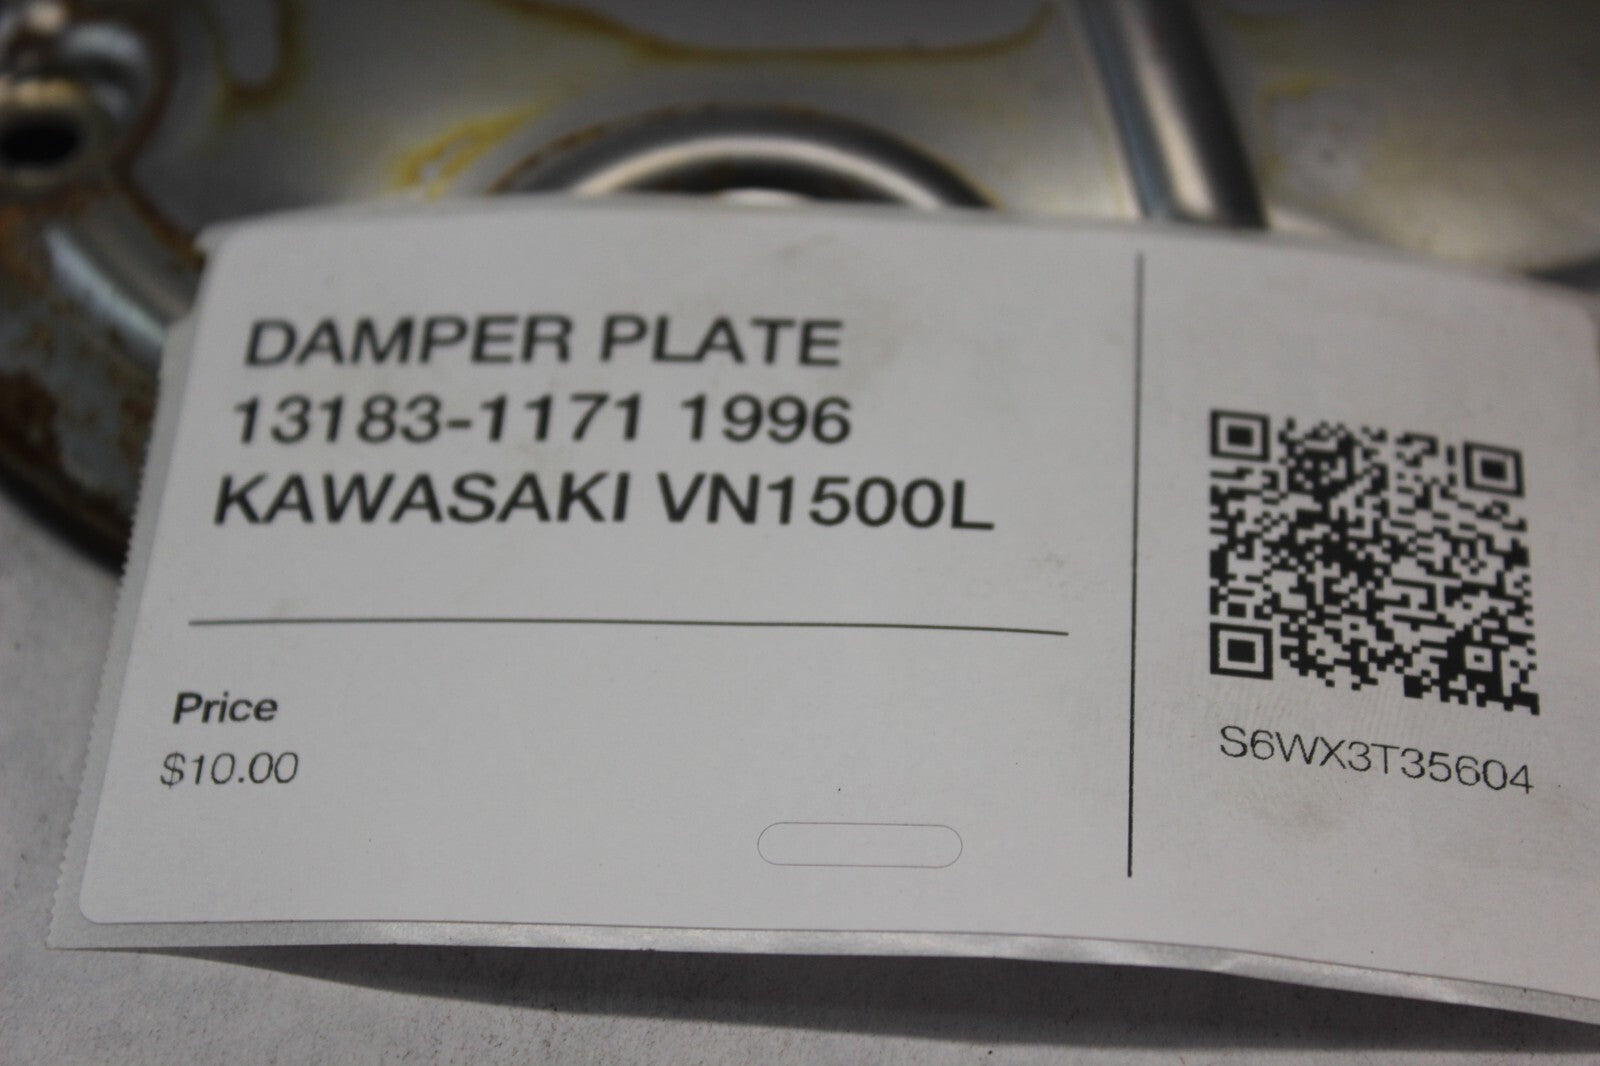 DAMPER PLATE
13183-1171 1996
KAWASAKI VN1500L
Price
$10.00
S6WX3T35604